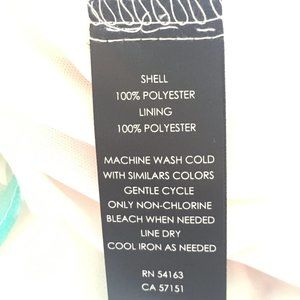 SHELL
100% POLYESTER
LINING
100% POLYESTER
MACHINE WASH COLD
WITH SIMILARS COLORS
GENTLE CYCLE
ONLY NON-CHLORINE
BLEACH WHEN NEEDED
LINE DRY
COOL IRON AS NEEDED
RN 54163
CA 57151